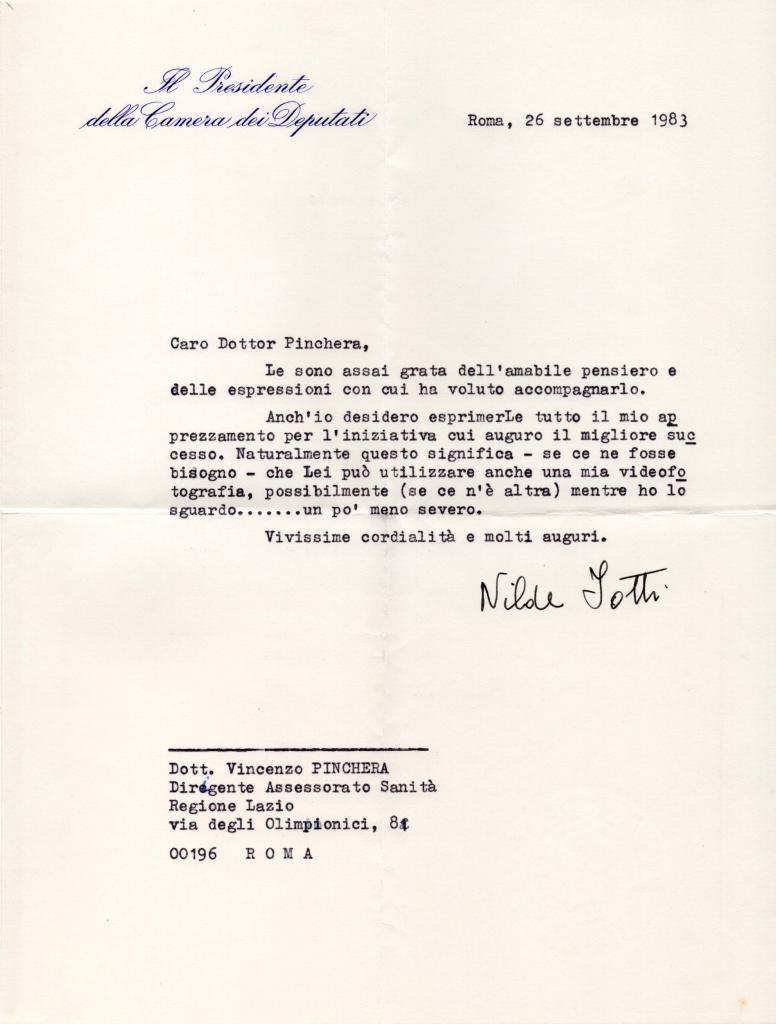 Il Presidente
della Camera dei Deputati
Roma, 26 settembre 1983
Caro Dottor Pinchera,
Le sono assai grata dell'amabile pensiero e
delle espressioni con cui ha voluto accompagnarlo.
Anch'io desidero esprimerLe tutto il mio ap
prezzamento per l'iniziativa cui auguro il migliore suc
cesso. Naturalmente questo significa - se ce ne fosse
bisogno - che Lei può utilizzare anche una mia videofo
tografia, possibilmente (se ce n'è altra) mentre ho lo
sguardo.......un po' meno severo.
Vivissime cordialità e molti auguri.
Nilde Jotti
Dott. Vincenzo PINCHERA
Dirigente Assessorato Sanità
Regione Lazio
via degli Olimpionici, 81
00196 R O M A